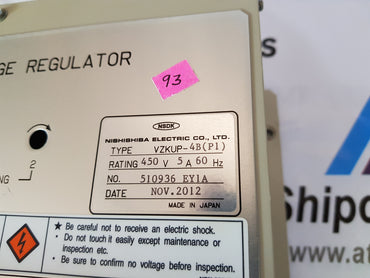 GE REGULATOR
93
NSDK
NISHISHIBA ELECTRIC CO., LTD.
TYPE VZKUP-4B(P1)
RATING 450 V 5 A 60 Hz
NO. 510936 EY1A
DATE NOV.2012
MADE IN JAPAN
NG
2
★ Be careful not to receive an electric shock.
• Do not touch it easily except maintenance or
inspection etc.
• Be sure to confirm no voltage before inspection.
Shipo